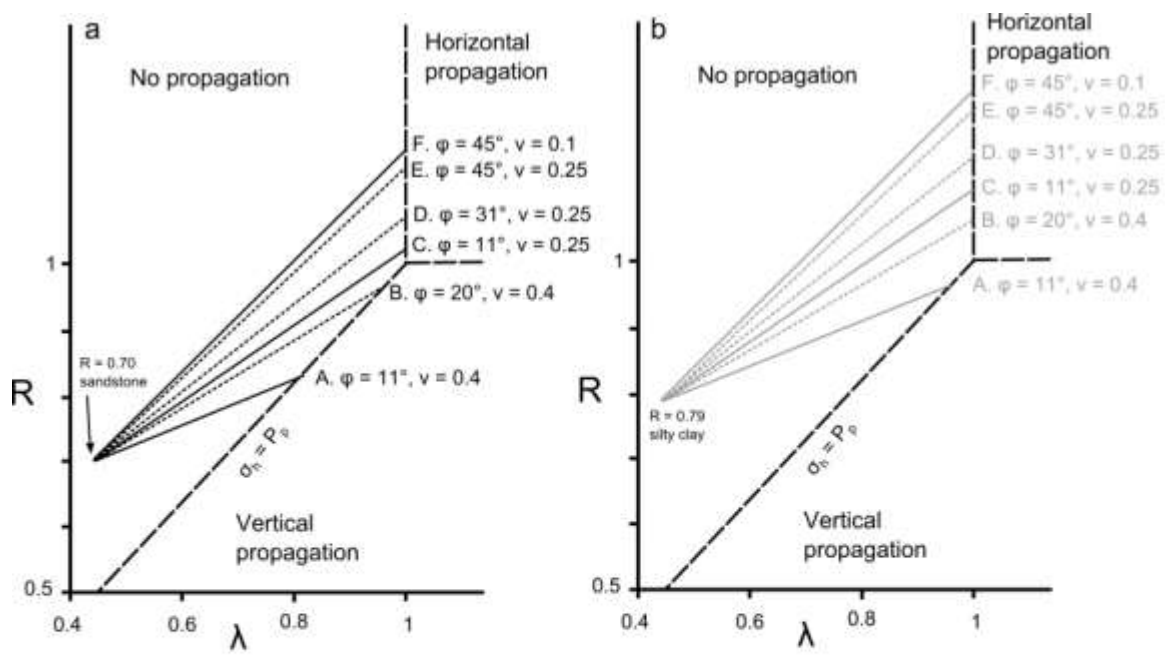 a
No propagation
Horizontal
propagation
F. φ = 45°, v = 0.1
E. φ = 45°, v = 0.25
D. φ = 31°, v = 0.25
C. φ = 11°, v = 0.25
1
B. φ = 20°, v = 0.4
R = 0.70
sandstone
R
A. φ = 11°, v = 0.4
σh = Pp
Vertical
propagation
0.5
0.4
0.6
0.8
1
λ
b
No propagation
Horizontal
propagation
F. φ = 45°, v = 0.1
E. φ = 45°, v = 0.25
D. φ = 31°, v = 0.25
C. φ = 11°, v = 0.25
B. φ = 20°, v = 0.4
1
A. φ = 11°, v = 0.4
R
R = 0.79
silty clay
σh = Pp
Vertical
propagation
0.5
0.4
0.6
0.8
1
λ